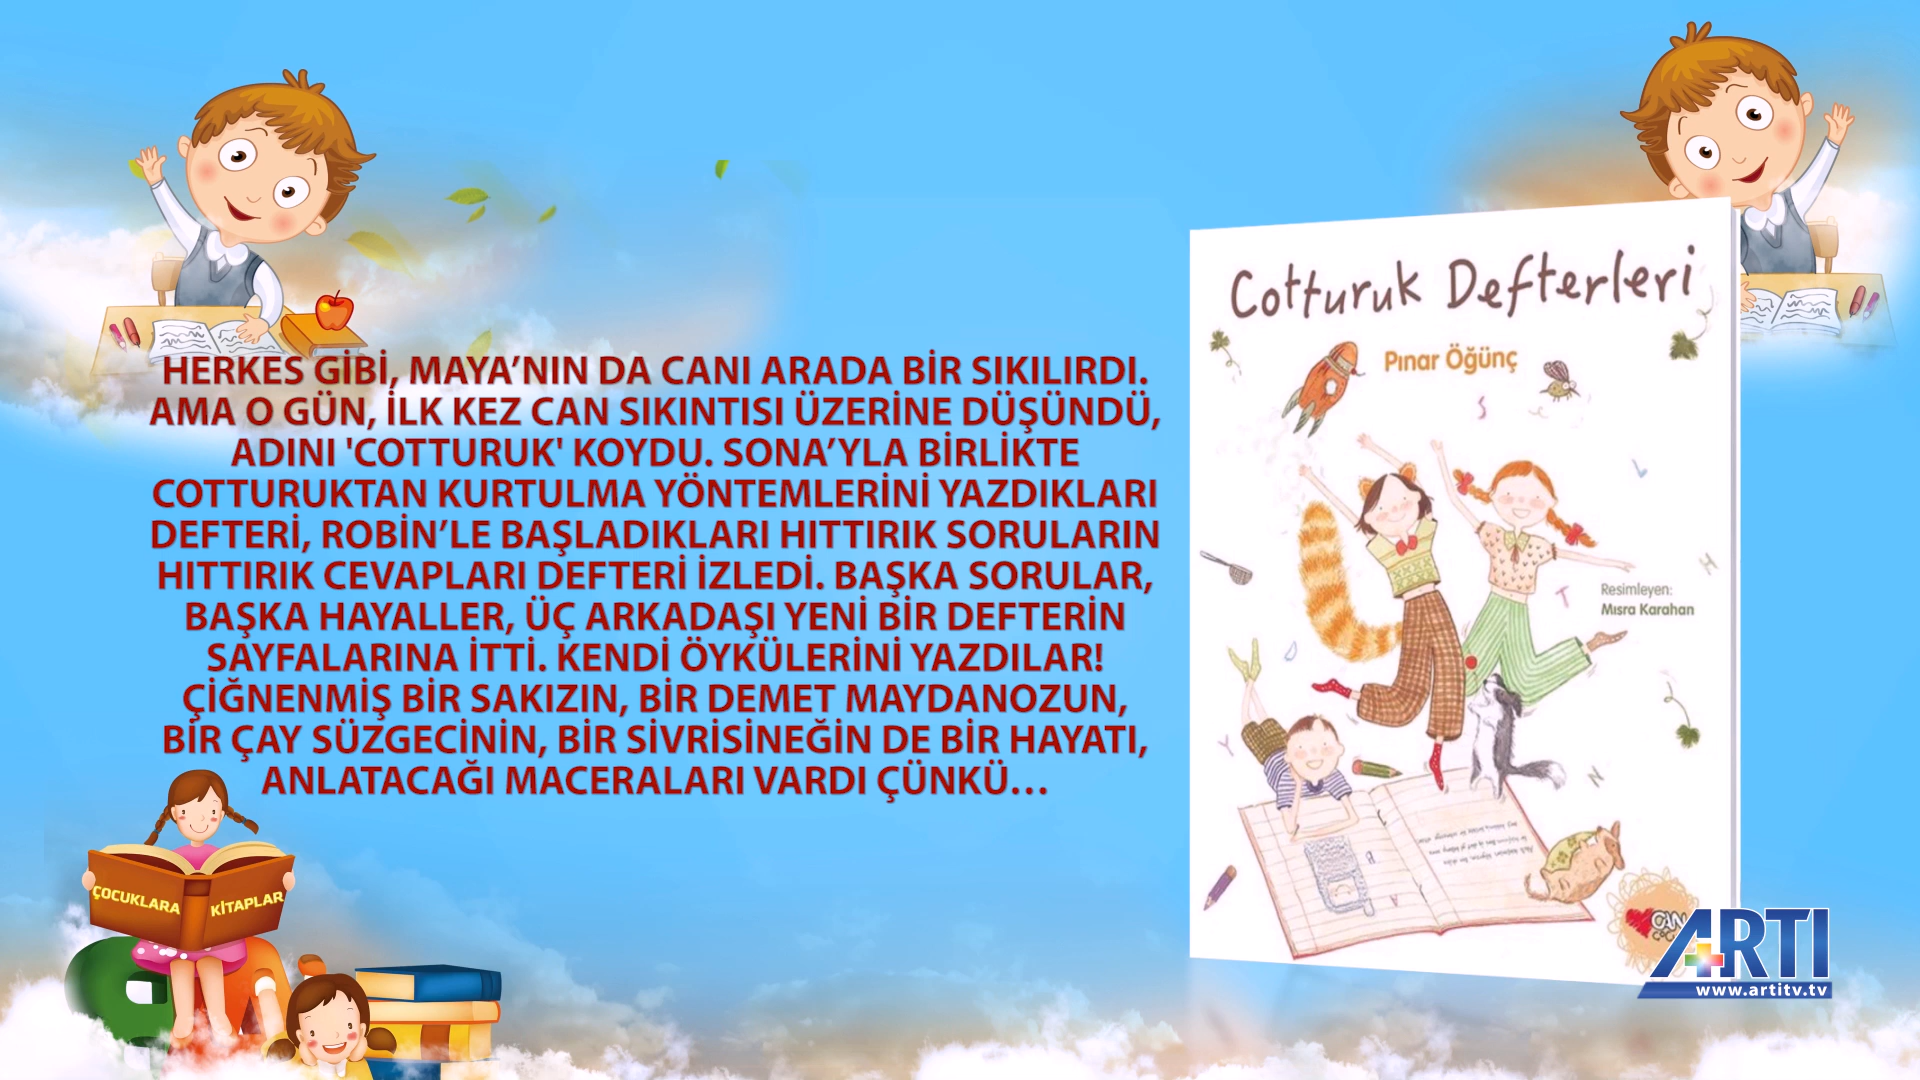 HERKES GİBİ, MAYA’NIN DA CANI ARADA BİR SIKILIRDI.
AMA O GÜN, İLK KEZ CAN SIKINTISI ÜZERİNE DÜŞÜNDÜ,
ADINI 'COTTURUK' KOYDU. SONA’YLA BİRLİKTE
COTTURUKTAN KURTULMA YÖNTEMLERİNİ YAZDIKLARI
DEFTERİ, ROBİN’LE BAŞLADIKLARI HITTIRIK SORULARIN
HITTIRIK CEVAPLARI DEFTERİ İZLEDİ. BAŞKA SORULAR,
BAŞKA HAYALLER, ÜÇ ARKADAŞI YENİ BİR DEFTERİN
SAYFALARINA İTTİ. KENDİ ÖYKÜLERİNİ YAZDILAR!
ÇİĞNENMİŞ BİR SAKIZIN, BİR DEMET MAYDANOZUN,
BİR ÇAY SÜZGECİNİN, BİR SİVRİSİNEĞİN DE BİR HAYATI,
ANLATACAĞI MACERALARI VARDI ÇÜNKÜ…
ÇOCUKLARA KİTAPLAR
Cotturuk Defterleri
Pınar Öğünç
Resimleyen:
Mısra Karahan
CAN
ARTI
www.artitv.tv